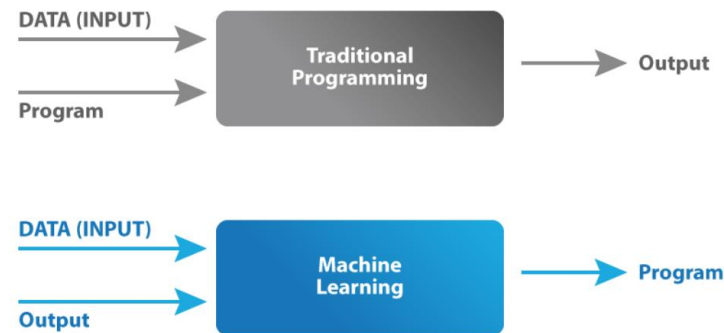 DATA (INPUT)
Program
Traditional
Programming
Output
DATA (INPUT)
Output
Machine
Learning
Program